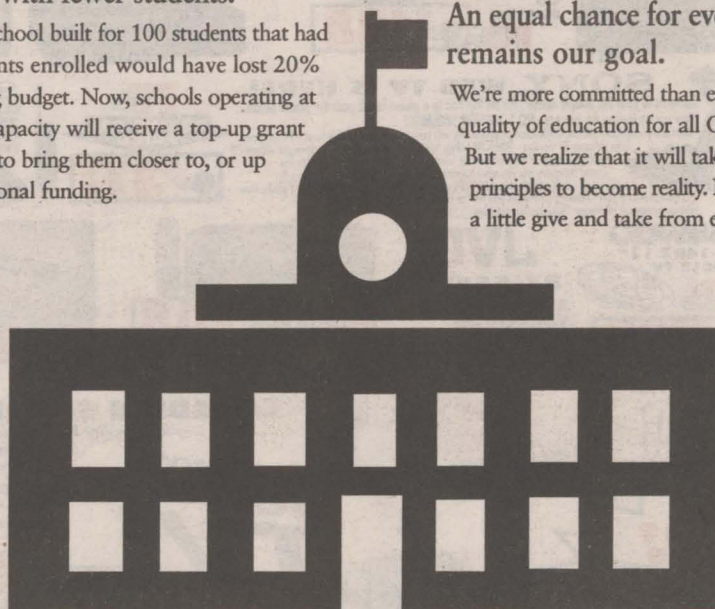 with fewer students.
chool built for 100 students that had
nts enrolled would have lost 20%
budget. Now, schools operating at
apacity will receive a top-up grant
to bring them closer to, or up
onal funding.
An equal chance for ev
remains our goal.
We're more committed than e
quality of education for all
But we realize that it will tak
principles to become reality.
a little give and take from e